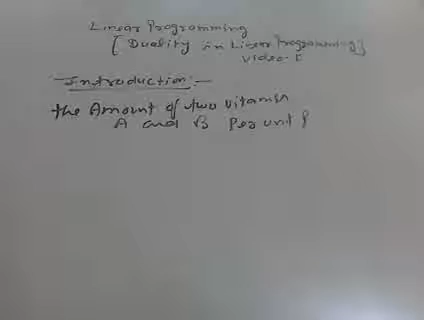 Linear Programming
[Duality in Linear Programming]
Video-I
Introduction:-
the Amount of two vitamin
A and B Per unit